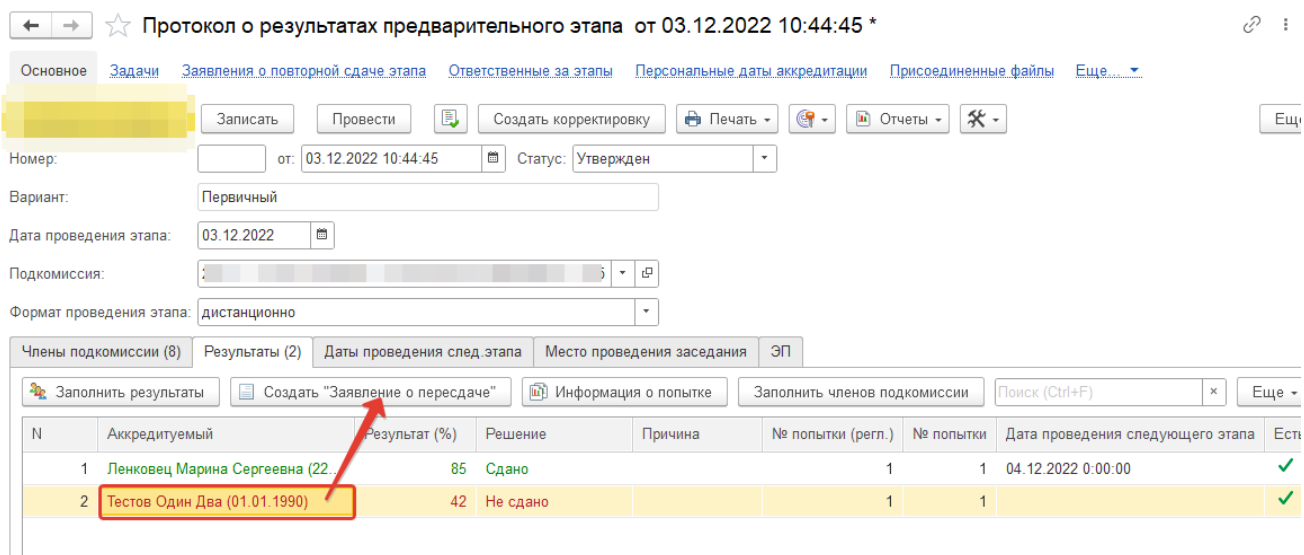 Протокол о результатах предварительного этапа от 03.12.2022 10:44:45 *
Основное Задачи Заявления о повторной сдаче этапа Ответственные за этапы Персональные даты аккредитации Присоединенные файлы Еще...
Записать Провести Создать корректировку Печать Отчеты
Номер: от: 03.12.2022 10:44:45 Статус: Утвержден
Вариант: Первичный
Дата проведения этапа: 03.12.2022
Подкомиссия:
Формат проведения этапа: дистанционно
Члены подкомиссии (8) Результаты (2) Даты проведения след.этапа Место проведения заседания ЭП
Заполнить результаты Создать "Заявление о пересдаче" Информация о попытке Заполнить членов подкомиссии Поиск (Ctrl+F) × Еще
N Аккредитуемый Результат (%) Решение Причина № попытки (регл.) № попытки Дата проведения следующего этапа
1 Ленковец Марина Сергеевна (22... 85 Сдано 1 1 04.12.2022 0:00:00
2 Тестов Один Два (01.01.1990) 42 Не сдано 1 1